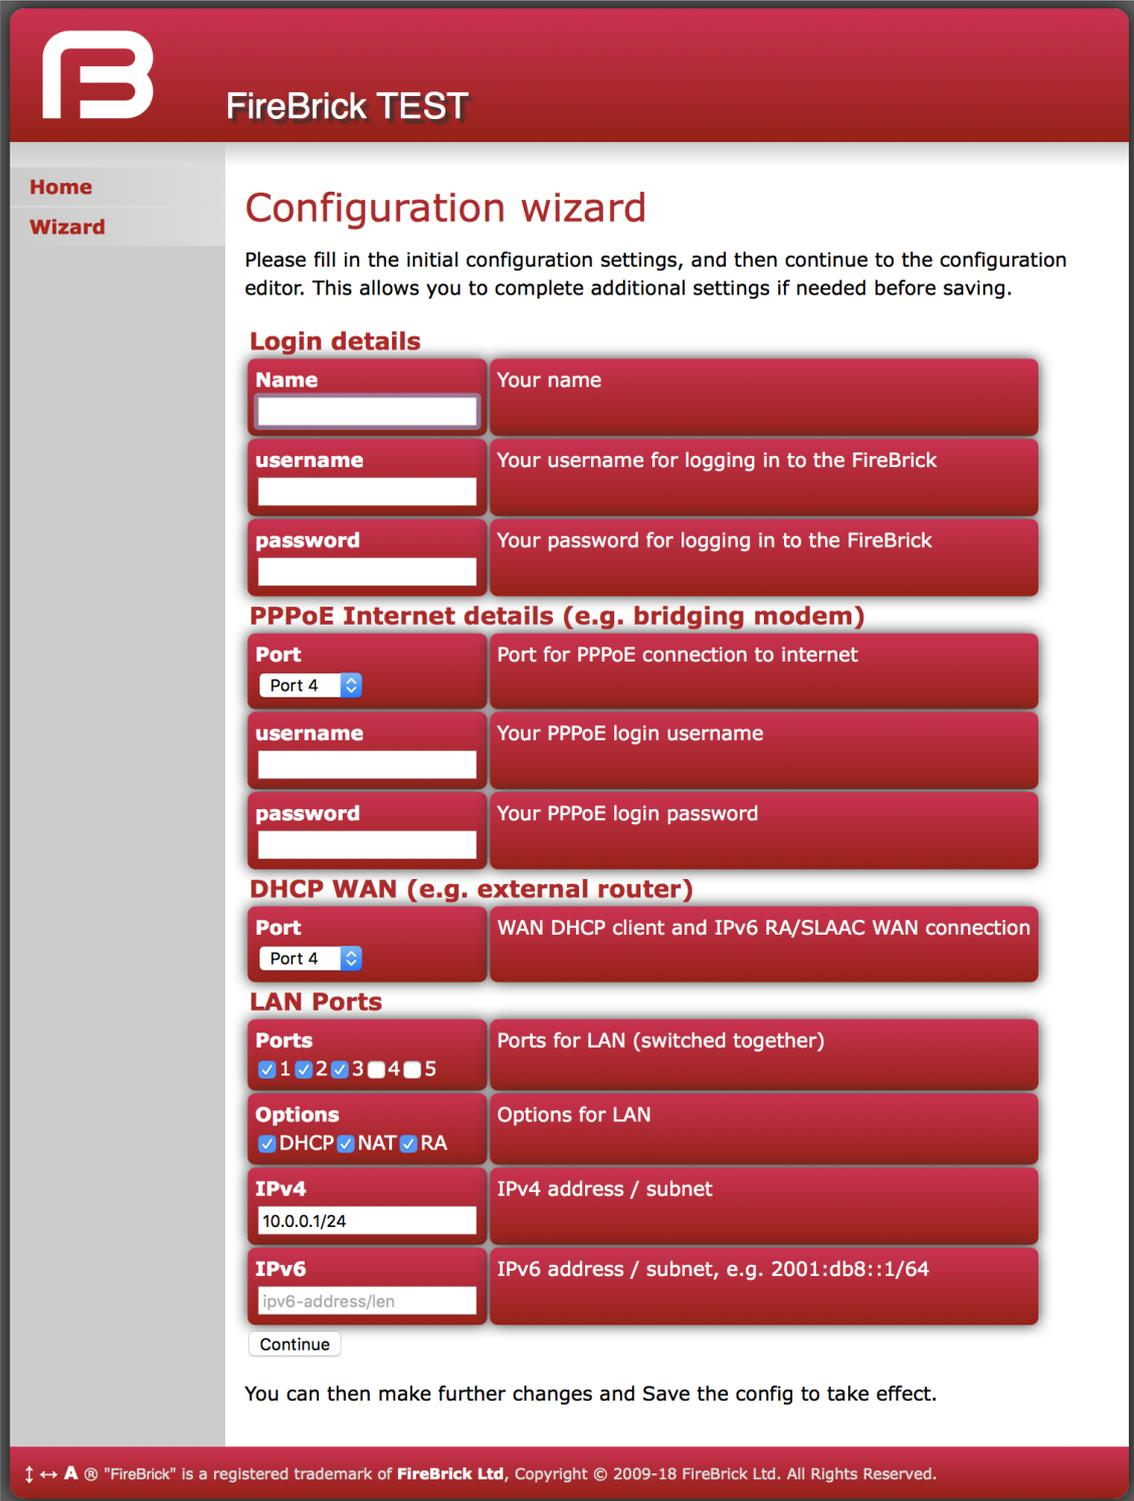 FireBrick TEST
Home
Wizard
Configuration wizard
Please fill in the initial configuration settings, and then continue to the configuration
editor. This allows you to complete additional settings if needed before saving.
Login details
Name
Your name
username
Your username for logging in to the FireBrick
password
Your password for logging in to the FireBrick
PPPoE Internet details (e.g. bridging modem)
Port
Port for PPPoE connection to internet
Port 4
username
Your PPPoE login username
password
Your PPPoE login password
DHCP WAN (e.g. external router)
Port
WAN DHCP client and IPv6 RA/SLAAC WAN connection
Port 4
LAN Ports
Ports
Ports for LAN (switched together)
1 2 3 4 5
Options
Options for LAN
DHCP NAT RA
IPv4
IPv4 address / subnet
10.0.0.1/24
IPv6
IPv6 address / subnet, e.g. 2001:db8::1/64
ipv6-address/len
Continue
You can then make further changes and Save the config to take effect.
↕ ↔ A ® "FireBrick" is a registered trademark of FireBrick Ltd, Copyright © 2009-18 FireBrick Ltd. All Rights Reserved.